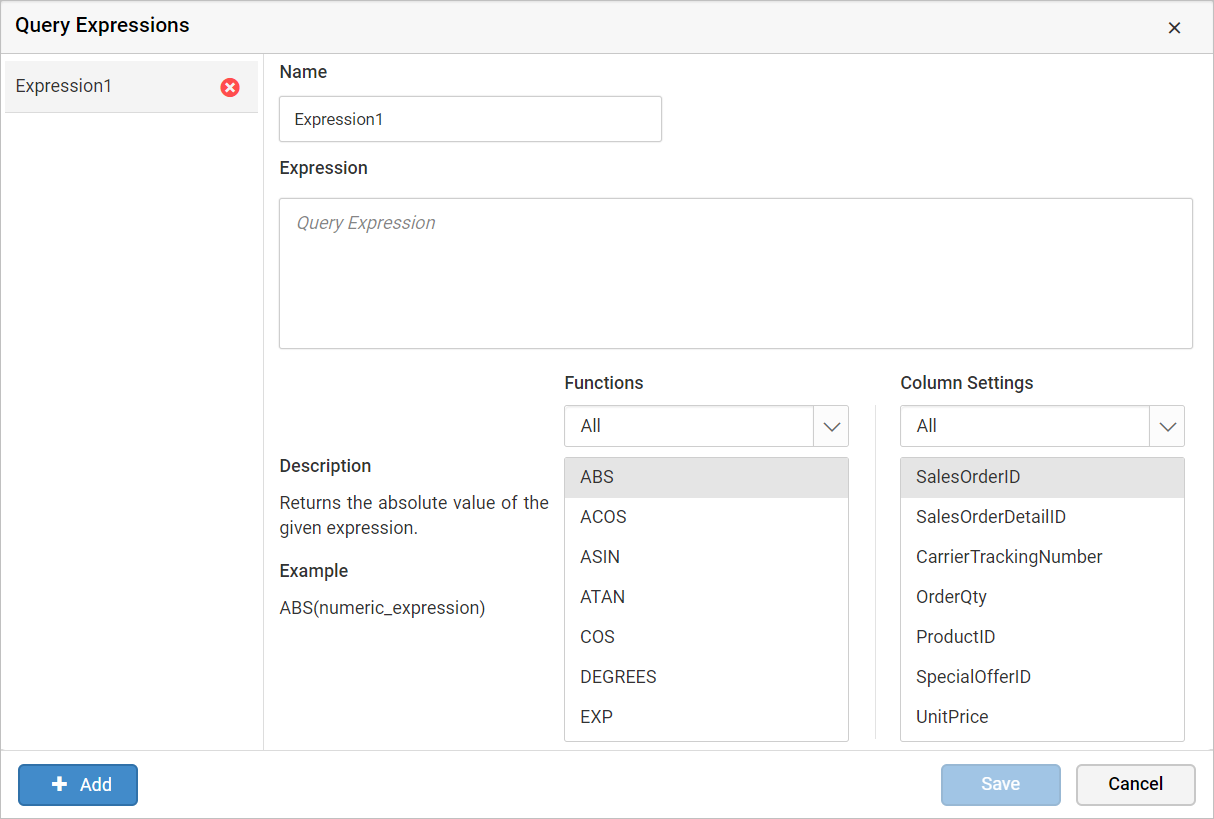 Query Expressions
Expression1
Name
Expression1
Expression
Query Expression
Functions
All
Column Settings
All
Description
Returns the absolute value of the
given expression.
Example
ABS(numeric_expression)
ABS
ACOS
ASIN
ATAN
COS
DEGREES
EXP
SalesOrderID
SalesOrderDetailID
CarrierTrackingNumber
OrderQty
ProductID
SpecialOfferID
UnitPrice
Add
Save
Cancel